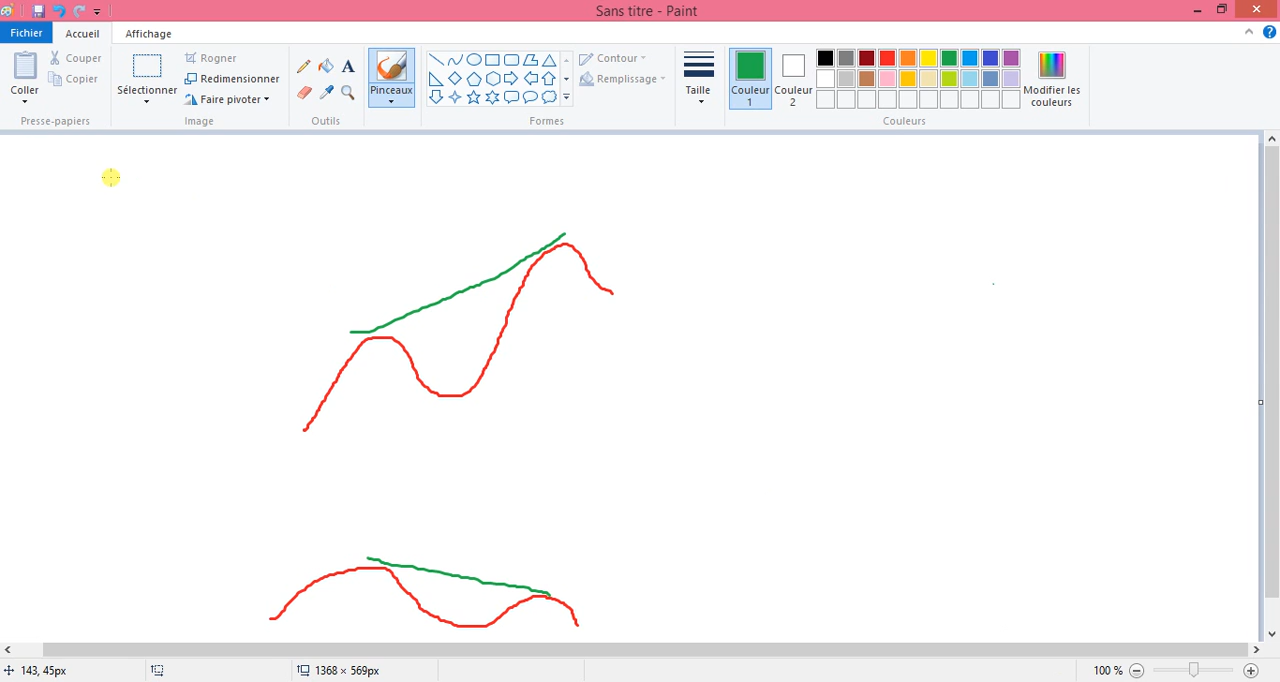 Sans titre - Paint
Fichier
Accueil
Affichage
Coller
Couper
Copier
Presse-papiers
Sélectionner
Rogner
Redimensionner
Faire pivoter
Image
A
Outils
Pinceaux
Contour
Remplissage
Formes
Taille
Couleur
1
Couleur
2
Modifier les
couleurs
Couleurs
143, 45px
1368 × 569px
100 %